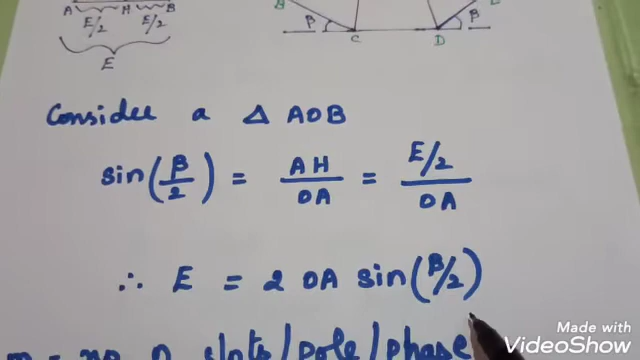 A H B
E/2 E/2
E
B β C D β
Consider a Δ AOB
sin(β/2) = AH/OA = E/2/OA
∴ E = 2 OA sin(β/2)
slots/pole/phase
Made with
VideoShow